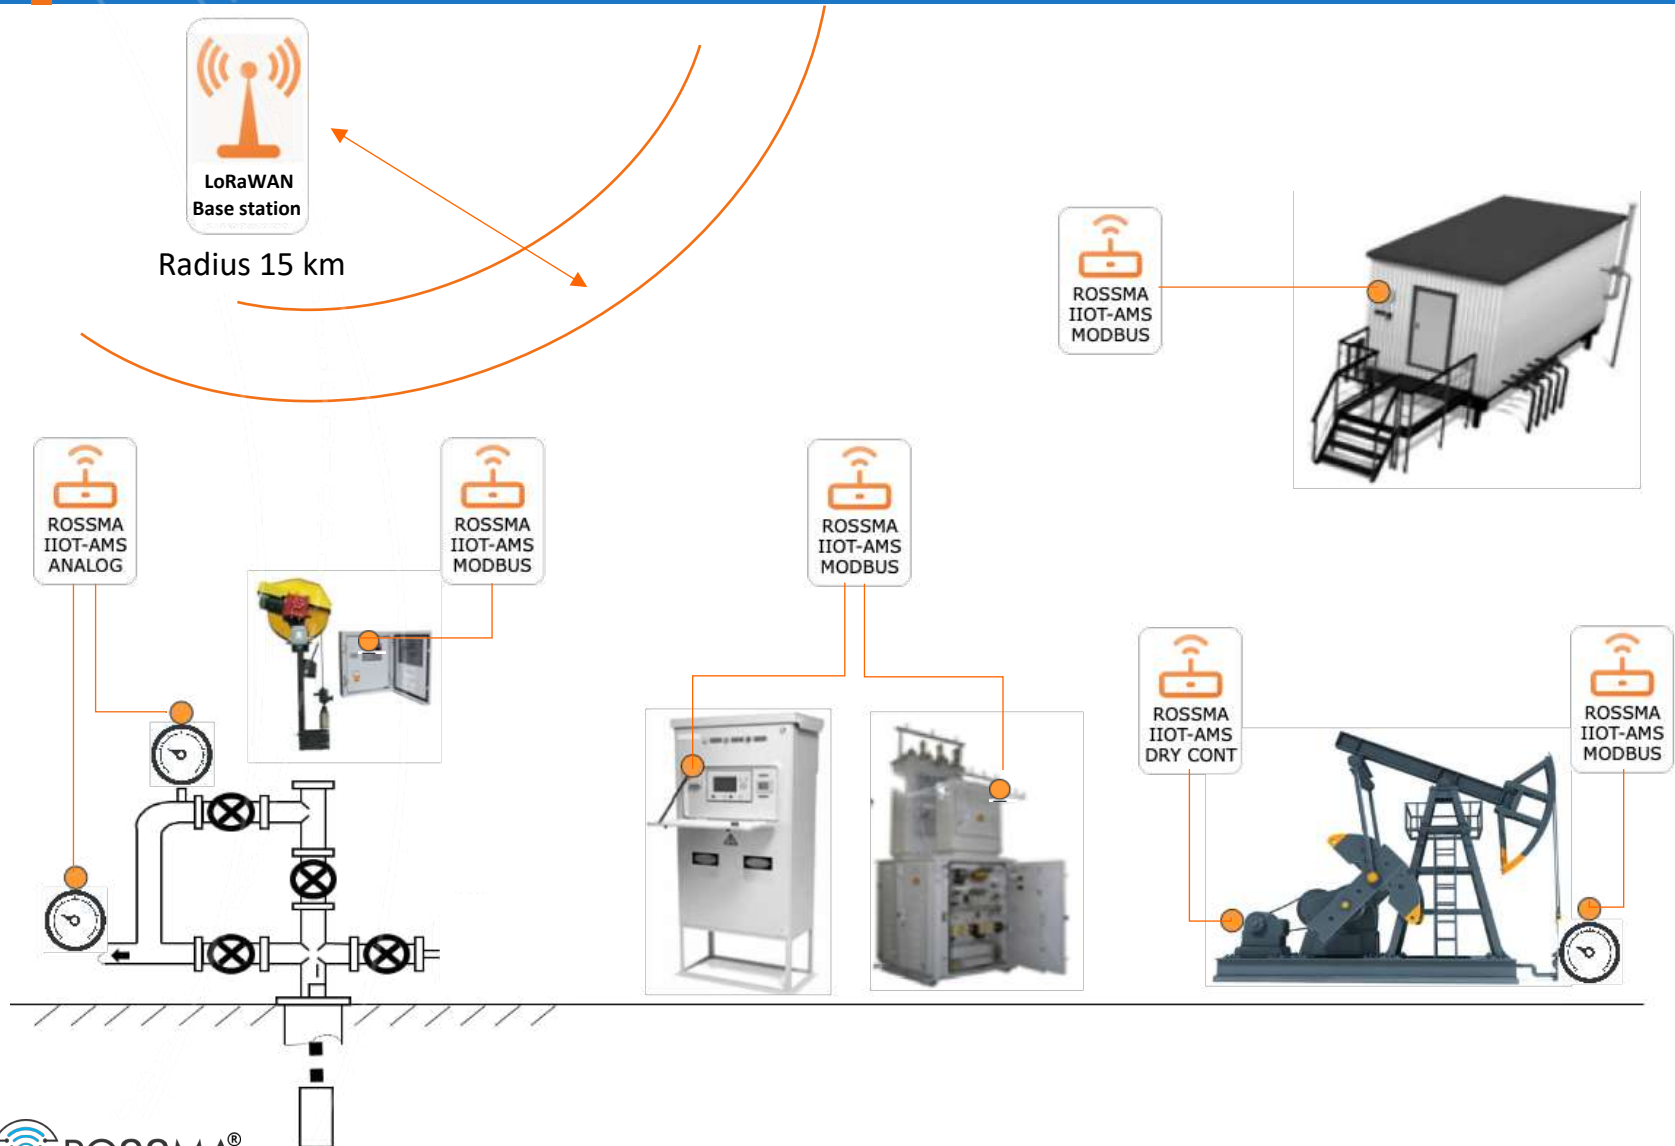 LoRaWAN
Base station
Radius 15 km
ROSSMA
IIOT-AMS
MODBUS
ROSSMA
IIOT-AMS
ANALOG
ROSSMA
IIOT-AMS
MODBUS
ROSSMA
IIOT-AMS
MODBUS
ROSSMA
IIOT-AMS
DRY CONT
ROSSMA
IIOT-AMS
MODBUS
ROSSMA®